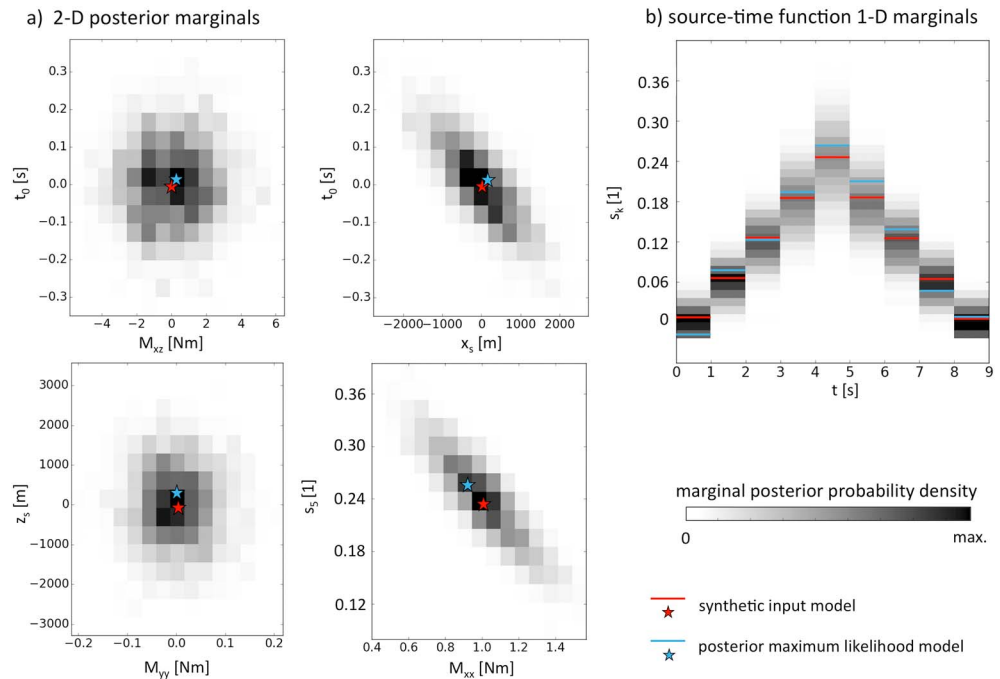 a) 2-D posterior marginals
b) source-time function 1-D marginals
0.3
0.2
0.1
0.0
−0.1
−0.2
−0.3
t0 [s]
−4 −2 0 2 4 6
Mxz [Nm]
0.3
0.2
0.1
0.0
−0.1
−0.2
−0.3
t0 [s]
−2000 −1000 0 1000 2000
xs [m]
0.36
0.30
0.24
0.18
0.12
0.06
0
sk [1]
0 1 2 3 4 5 6 7 8 9
t [s]
3000
2000
1000
0
−1000
−2000
−3000
zs [m]
−0.2 −0.1 0.0 0.1 0.2
Myy [Nm]
0.36
0.30
0.24
0.18
0.12
s5 [1]
0.4 0.6 0.8 1.0 1.2 1.4
Mxx [Nm]
marginal posterior probability density
0 max.
synthetic input model
posterior maximum likelihood model